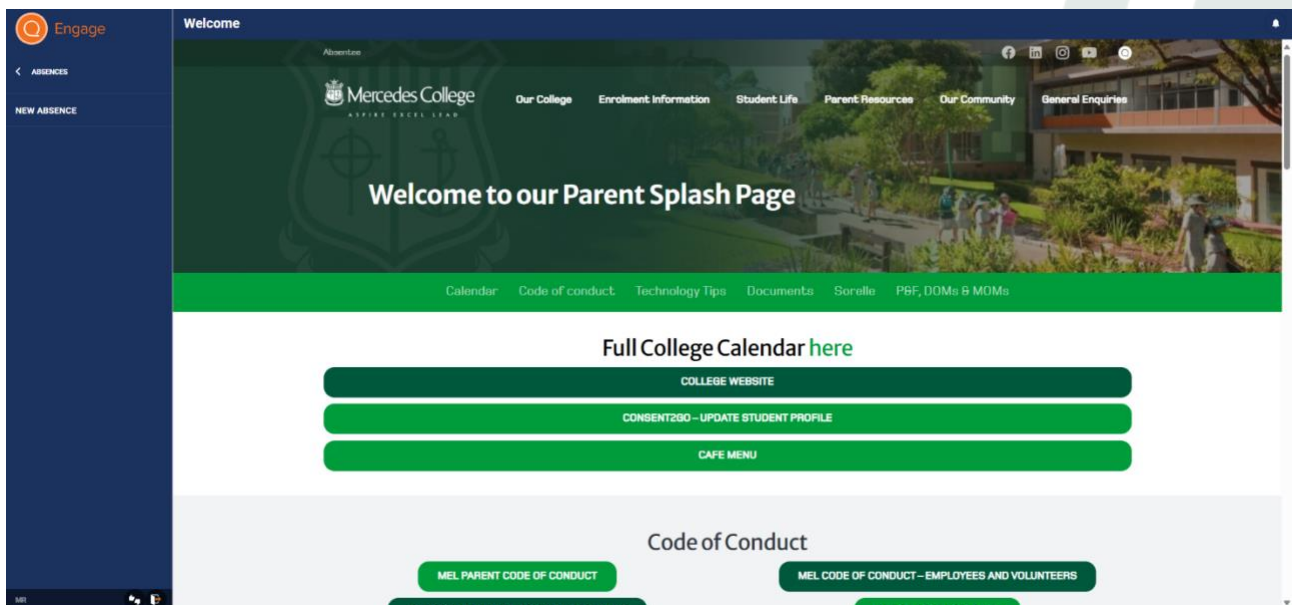 Engage
Welcome
ABSENCES
NEW ABSENCE
Absentee
Mercedes College
ASPIRE EXCEL LEAD
Our College Enrolment Information Student Life Parent Resources Our Community General Enquiries
Welcome to our Parent Splash Page
Calendar Code of conduct Technology Tips Documents Sorelle P&F, DOMs & MOMs
Full College Calendar here
COLLEGE WEBSITE
CONSENT2GO – UPDATE STUDENT PROFILE
CAFE MENU
Code of Conduct
MEL PARENT CODE OF CONDUCT
MEL CODE OF CONDUCT – EMPLOYEES AND VOLUNTEERS
MR